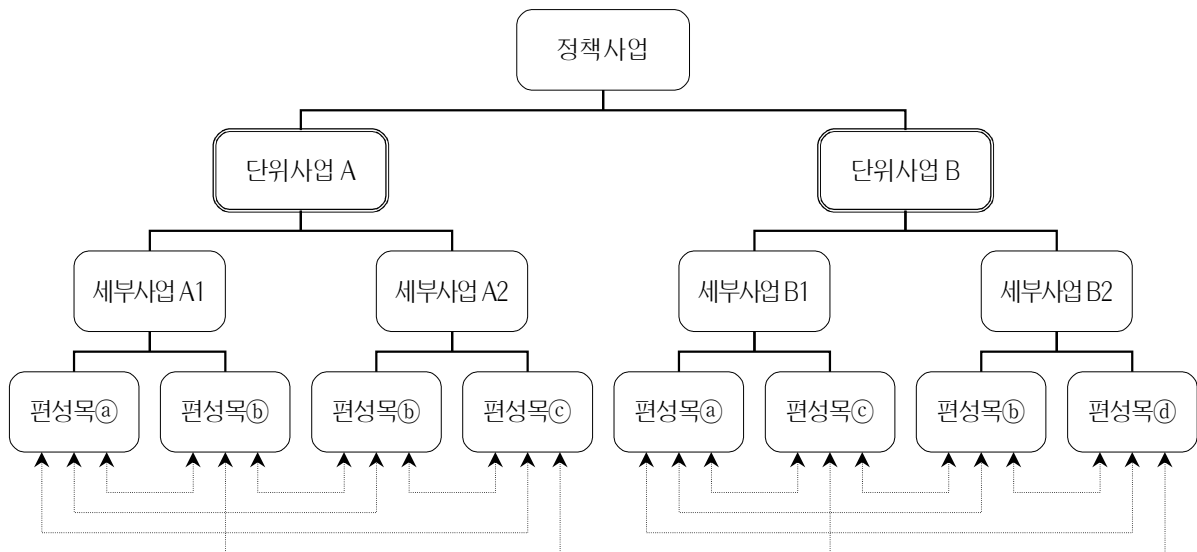 정책사업
단위사업 A
단위사업 B
세부사업 A1
세부사업 A2
세부사업 B1
세부사업 B2
편성목ⓐ
편성목ⓑ
편성목ⓑ
편성목ⓒ
편성목ⓐ
편성목ⓒ
편성목ⓑ
편성목ⓓ